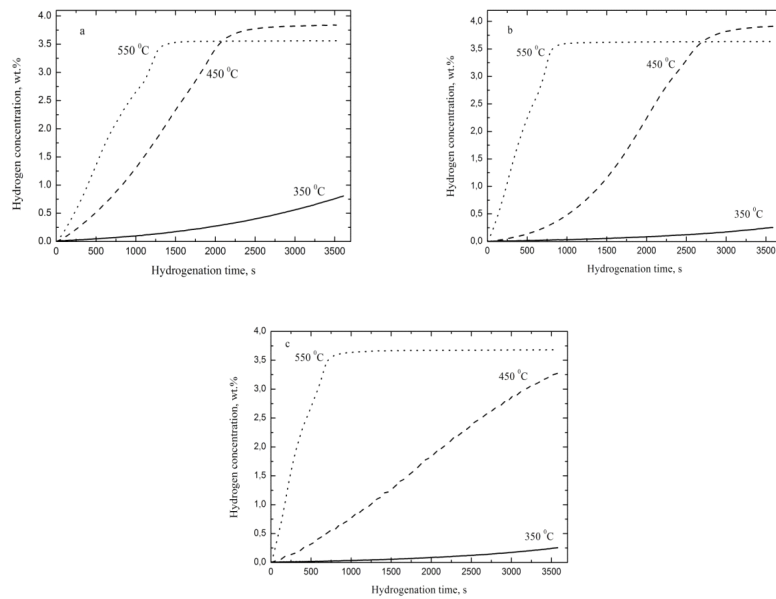 a
4.0
3.5
3.0
2.5
2.0
1.5
1.0
0.5
0.0
Hydrogen concentration, wt.%
550 ⁰C
450 ⁰C
350 ⁰C
0 500 1000 1500 2000 2500 3000 3500
Hydrogenation time, s
b
4,0
3,5
3,0
2,5
2,0
1,5
1,0
0,5
0,0
Hydrogen concentration, wt.%
550 ⁰C
450 ⁰C
350 ⁰C
0 500 1000 1500 2000 2500 3000 3500
Hydrogenation time, s
c
4,0
3,5
3,0
2,5
2,0
1,5
1,0
0,5
0,0
Hydrogen concentration, wt.%
550 ⁰C
450 ⁰C
350 ⁰C
0 500 1000 1500 2000 2500 3000 3500
Hydrogenation time, s